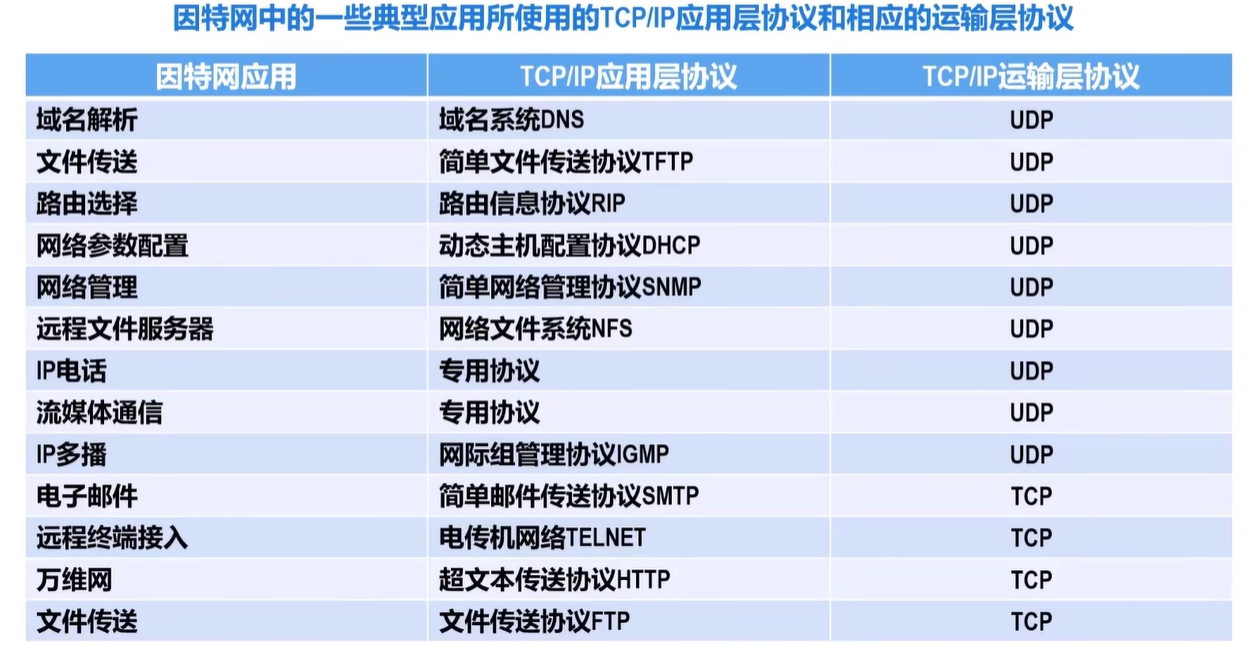 因特网中的一些典型应用所使用的TCP/IP应用层协议和相应的运输层协议
因特网应用 TCP/IP应用层协议 TCP/IP运输层协议
域名解析 域名系统DNS UDP
文件传送 简单文件传送协议TFTP UDP
路由选择 路由信息协议RIP UDP
网络参数配置 动态主机配置协议DHCP UDP
网络管理 简单网络管理协议SNMP UDP
远程文件服务器 网络文件系统NFS UDP
IP电话 专用协议 UDP
流媒体通信 专用协议 UDP
IP多播 网际组管理协议IGMP UDP
电子邮件 简单邮件传送协议SMTP TCP
远程终端接入 电传机网络TELNET TCP
万维网 超文本传送协议HTTP TCP
文件传送 文件传送协议FTP TCP